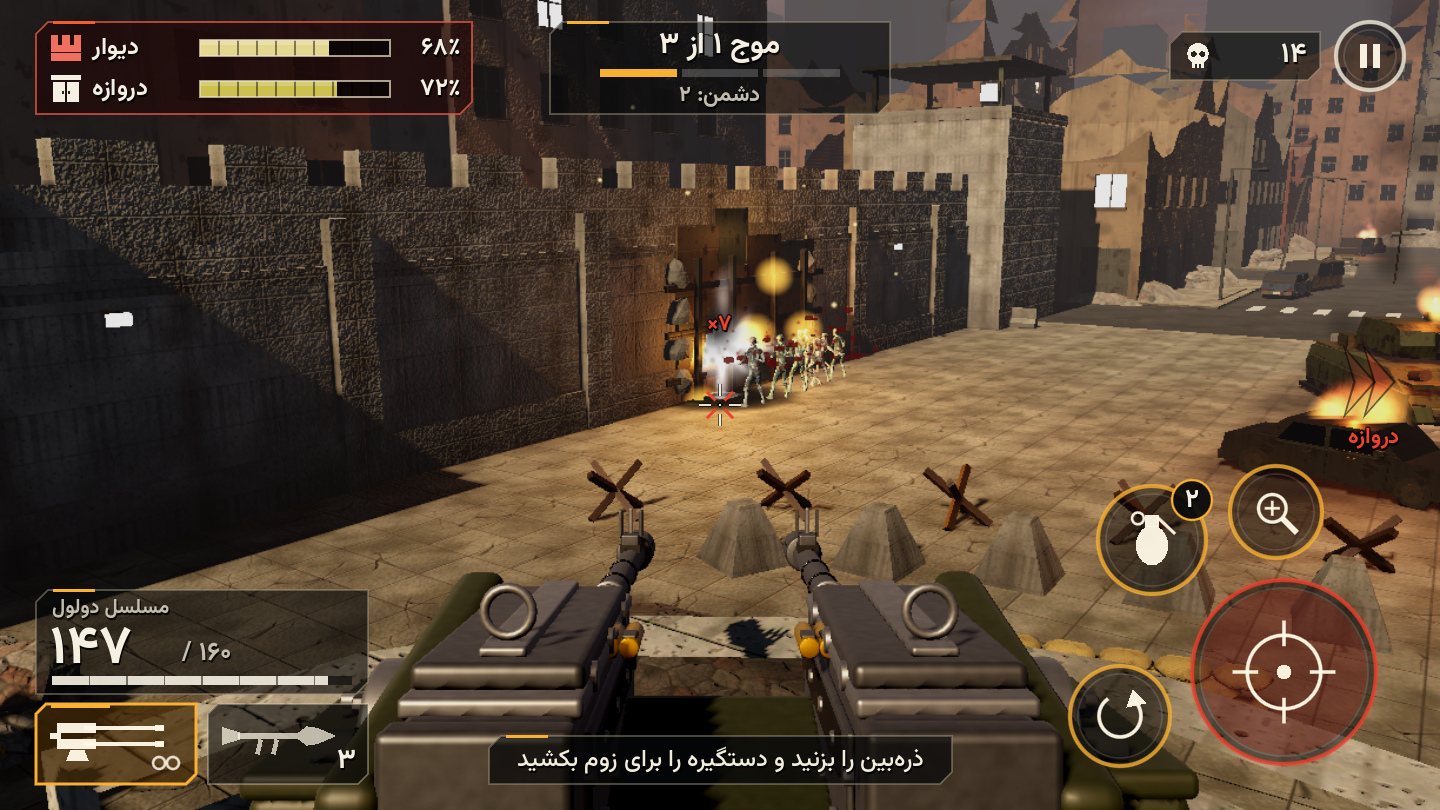 دیوار ۶۸٪
دروازه ۷۲٪
موج ۱ از ۳
دشمن: ۲
۱۴
×۷
دروازه
۲
مسلسل دولول
۱۴۷ / ۱۶۰
∞
۳
ذره‌بین را بزنید و دستگیره را برای زوم بکشید